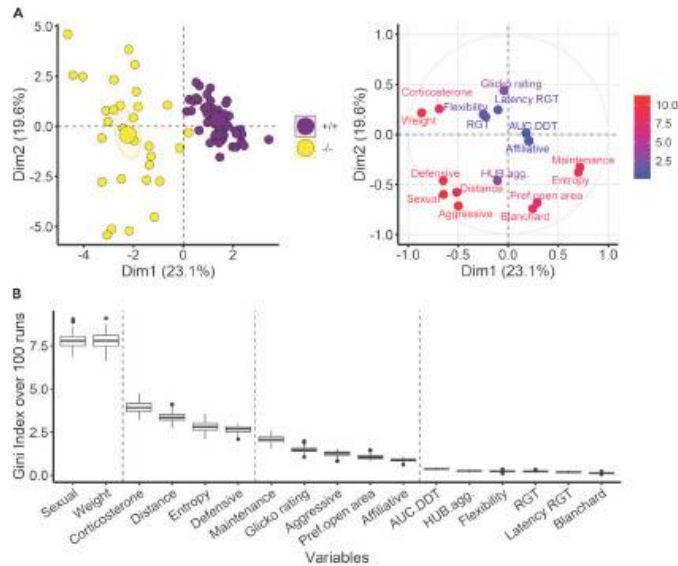 A
Dim2 (19.6%)
5.0
2.5
0.0
-2.5
-5.0
-4
-2
0
2
Dim1 (23.1%)
+/+
-/-
Dim2 (19.6%)
1.0
0.5
0.0
-0.5
-1.0
Glicko rating
Corticosterone
Latency RGT
Flexibility
Weight
RGT
AUC.DDT
Affiliative
Maintenance
Defensive
HUB.agg.
Entropy
Distance
Pref.open area
Sexual
Aggressive
Blanchard
-1.0
-0.5
0.0
0.5
1.0
Dim1 (23.1%)
10.0
7.5
5.0
2.5
B
Gini Index over 100 runs
7.5
5.0
2.5
0.0
Sexual
Weight
Corticosterone
Distance
Entropy
Defensive
Maintenance
Glicko rating
Aggressive
Pref.open area
Affiliative
AUC.DDT
HUB.agg.
Flexibility
RGT
Latency RGT
Blanchard
Variables